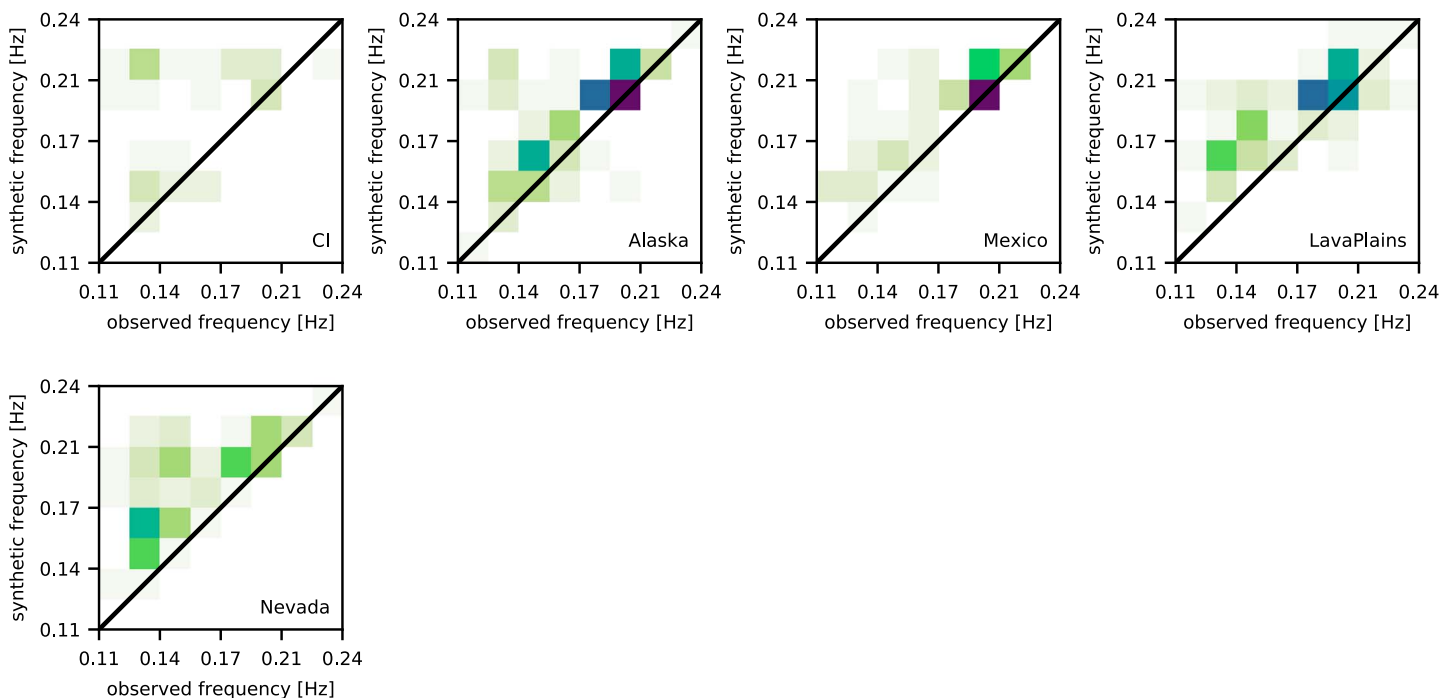 0.24
0.21
0.17
0.14
0.11
synthetic frequency [Hz]
CI
0.11 0.14 0.17 0.21 0.24
observed frequency [Hz]
0.24
0.21
0.17
0.14
0.11
synthetic frequency [Hz]
Alaska
0.11 0.14 0.17 0.21 0.24
observed frequency [Hz]
0.24
0.21
0.17
0.14
0.11
synthetic frequency [Hz]
Mexico
0.11 0.14 0.17 0.21 0.24
observed frequency [Hz]
0.24
0.21
0.17
0.14
0.11
synthetic frequency [Hz]
LavaPlains
0.11 0.14 0.17 0.21 0.24
observed frequency [Hz]
0.24
0.21
0.17
0.14
0.11
synthetic frequency [Hz]
Nevada
0.11 0.14 0.17 0.21 0.24
observed frequency [Hz]